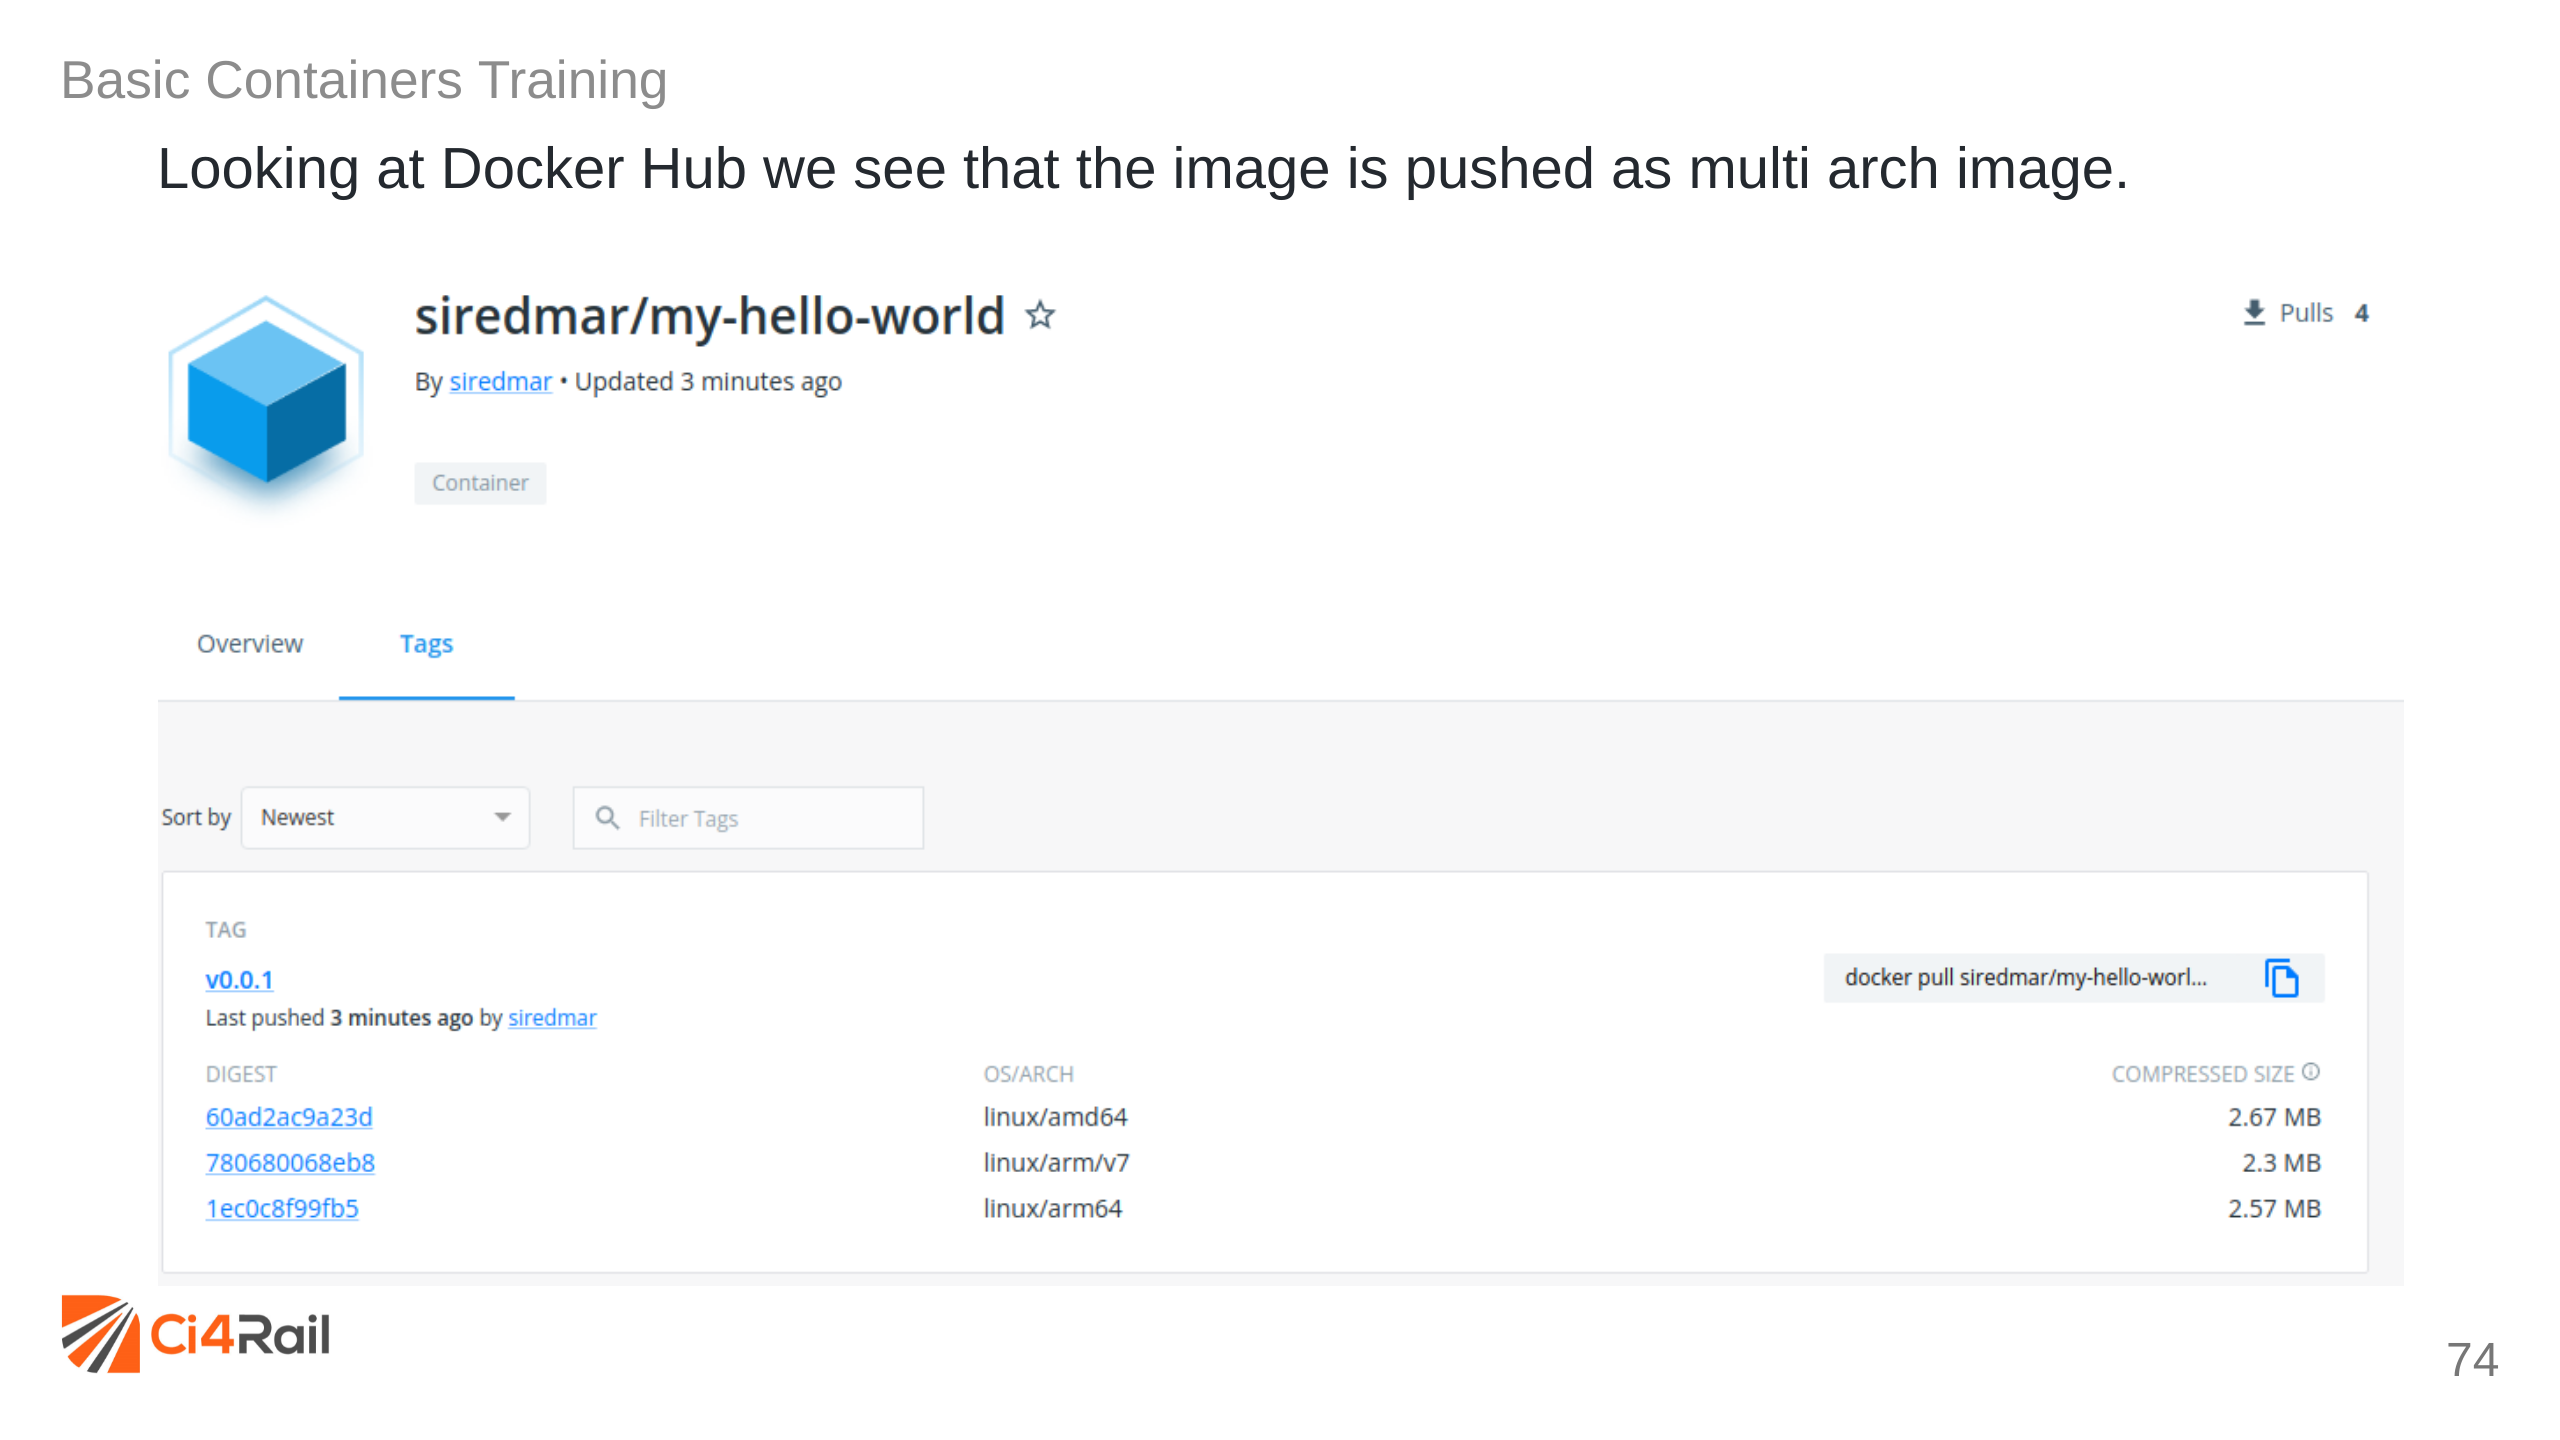 Basic Containers Training
Looking at Docker Hub we see that the image is pushed as multi arch image.
siredmar/my-hello-world
Pulls 4
By siredmar • Updated 3 minutes ago
Container
Overview Tags
Sort by Newest Filter Tags
TAG
v0.0.1
docker pull siredmar/my-hello-worl...
Last pushed 3 minutes ago by siredmar
DIGEST OS/ARCH COMPRESSED SIZE
60ad2ac9a23d linux/amd64 2.67 MB
780680068eb8 linux/arm/v7 2.3 MB
1ec0c8f99fb5 linux/arm64 2.57 MB
Ci4Rail
74